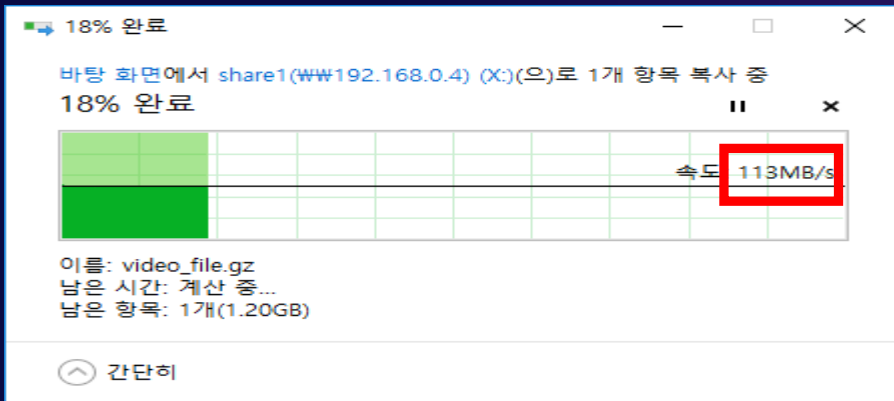 18% 완료
바탕 화면에서 share1(₩₩192.168.0.4) (X:)(으)로 1개 항목 복사 중
18% 완료
속도: 113MB/s
이름: video_file.gz
남은 시간: 계산 중...
남은 항목: 1개(1.20GB)
간단히